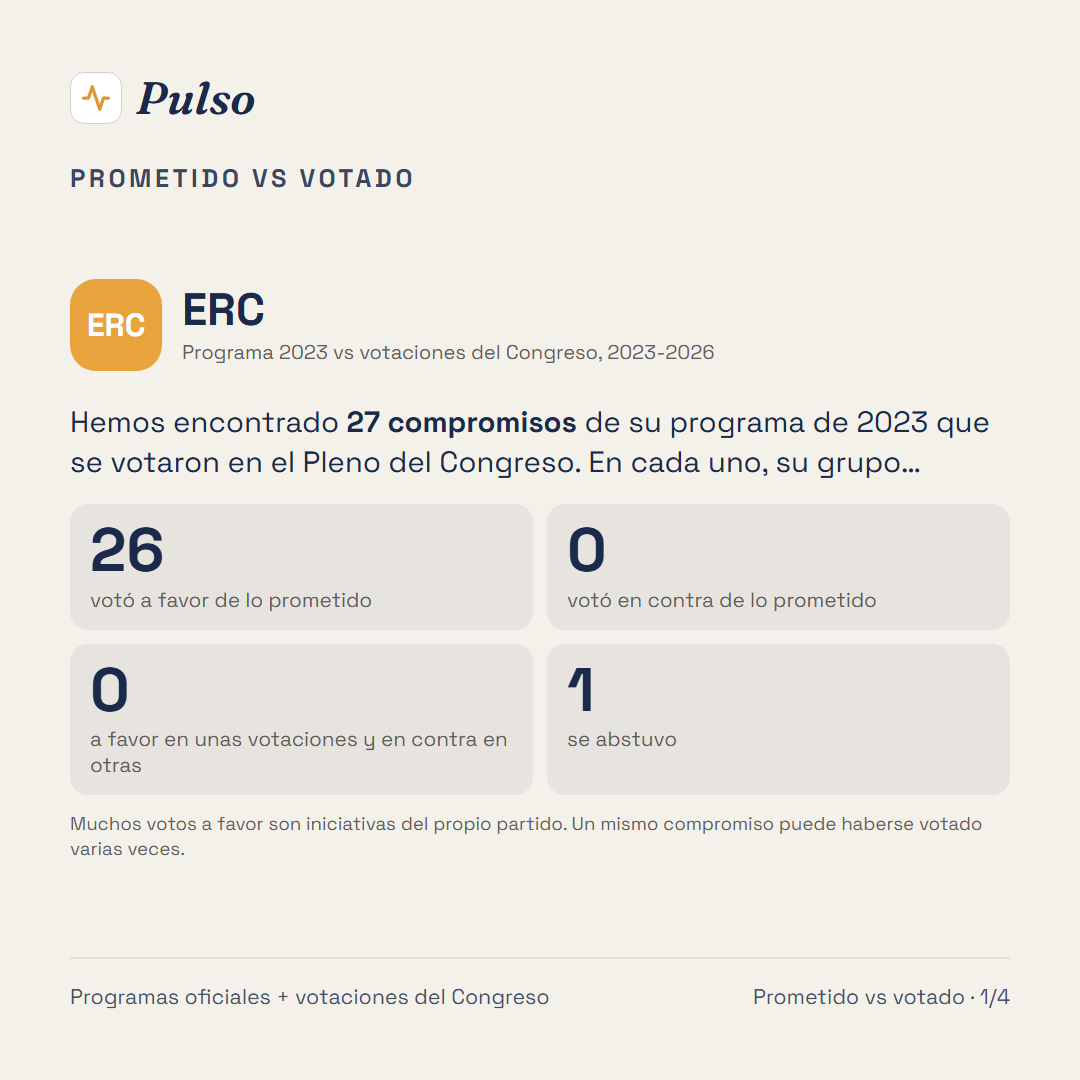 Pulso
PROMETIDO VS VOTADO
ERC
ERC
Programa 2023 vs votaciones del Congreso, 2023-2026
Hemos encontrado 27 compromisos de su programa de 2023 que
se votaron en el Pleno del Congreso. En cada uno, su grupo...
26
votó a favor de lo prometido
0
votó en contra de lo prometido
0
a favor en unas votaciones y en contra en
otras
1
se abstuvo
Muchos votos a favor son iniciativas del propio partido. Un mismo compromiso puede haberse votado
varias veces.
Programas oficiales + votaciones del Congreso
Prometido vs votado · 1/4